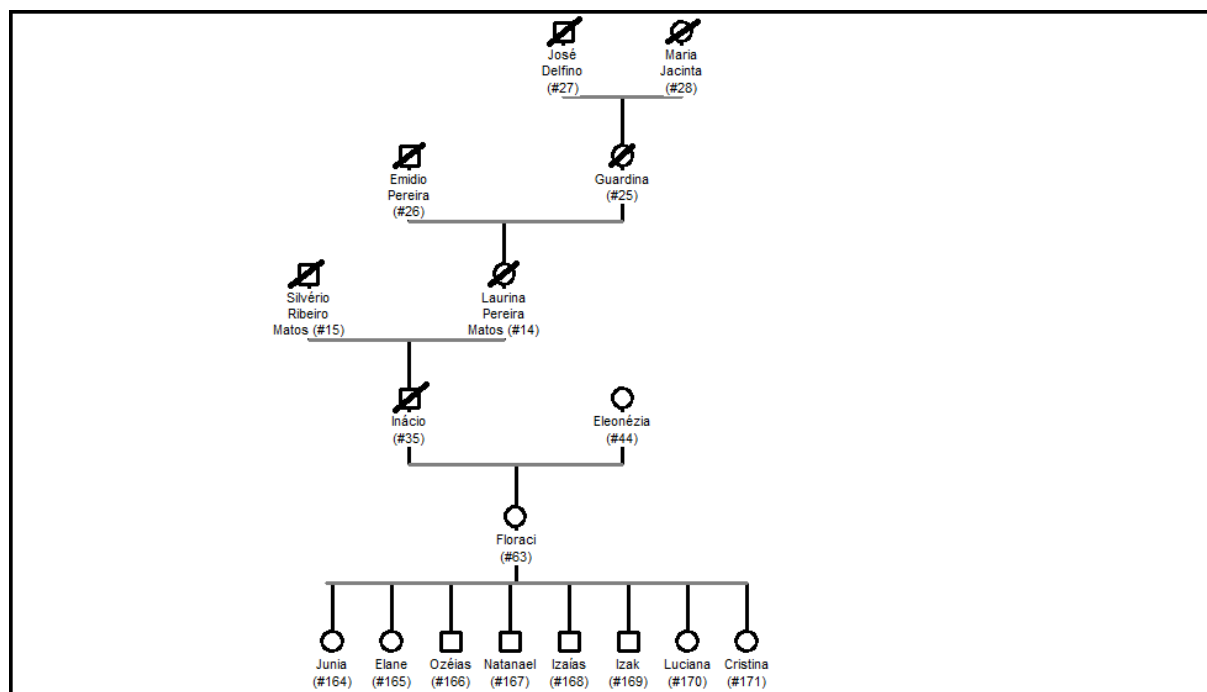 José
Delfino
(#27)
Maria
Jacinta
(#28)
Emidio
Pereira
(#26)
Guardina
(#25)
Silvério
Ribeiro
Matos (#15)
Laurina
Pereira
Matos (#14)
Inácio
(#35)
Eleonézia
(#44)
Floraci
(#63)
Junia
(#164)
Elane
(#165)
Ozéias
(#166)
Natanael
(#167)
Izaías
(#168)
Izak
(#169)
Luciana
(#170)
Cristina
(#171)